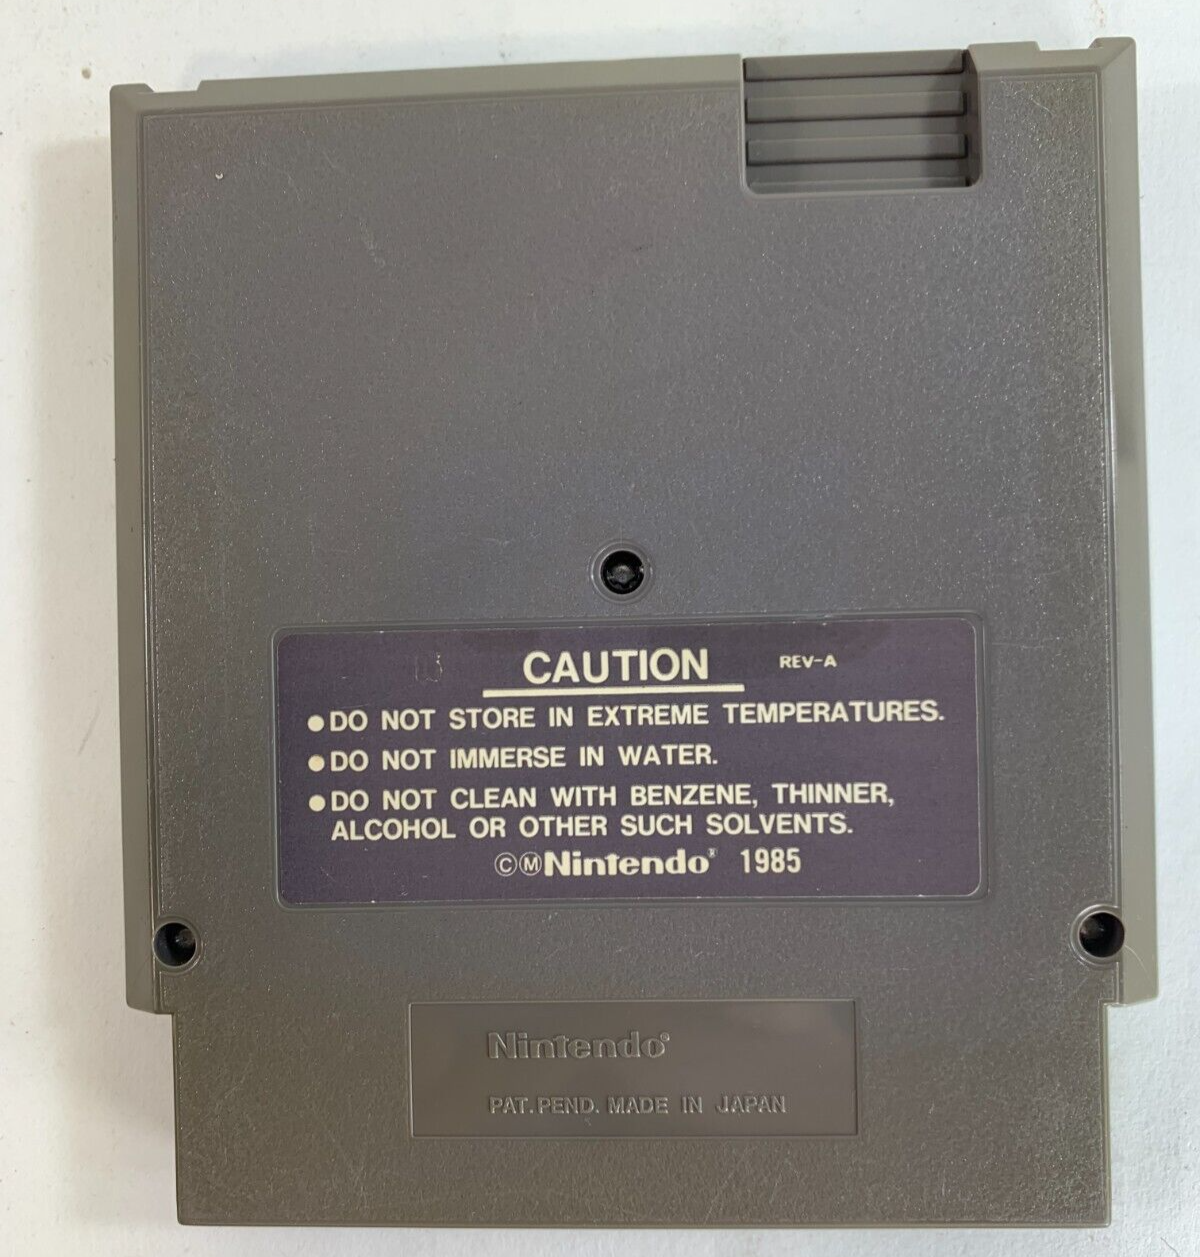 CAUTION REV-A
●DO NOT STORE IN EXTREME TEMPERATURES.
●DO NOT IMMERSE IN WATER.
●DO NOT CLEAN WITH BENZENE, THINNER,
ALCOHOL OR OTHER SUCH SOLVENTS.
ⒸⓂNintendo® 1985
Nintendo®
PAT. PEND. MADE IN JAPAN